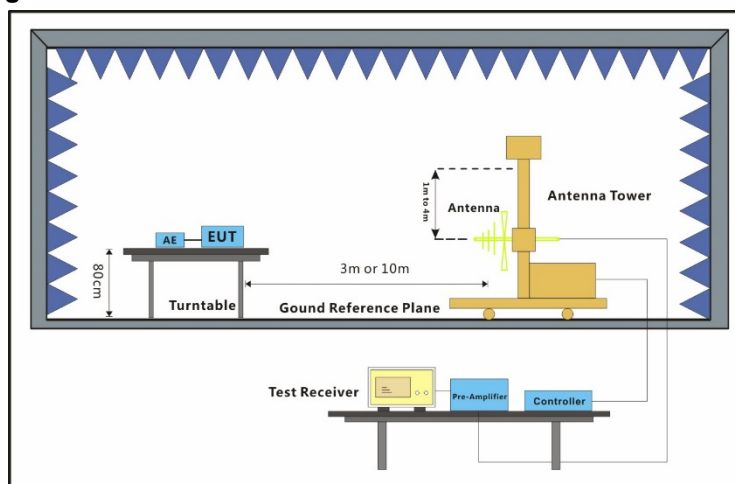 1m to 4m
Antenna
Antenna Tower
AE
EUT
80cm
3m or 10m
Turntable
Gound Reference Plane
Test Receiver
Pre-Amplifier
Controller